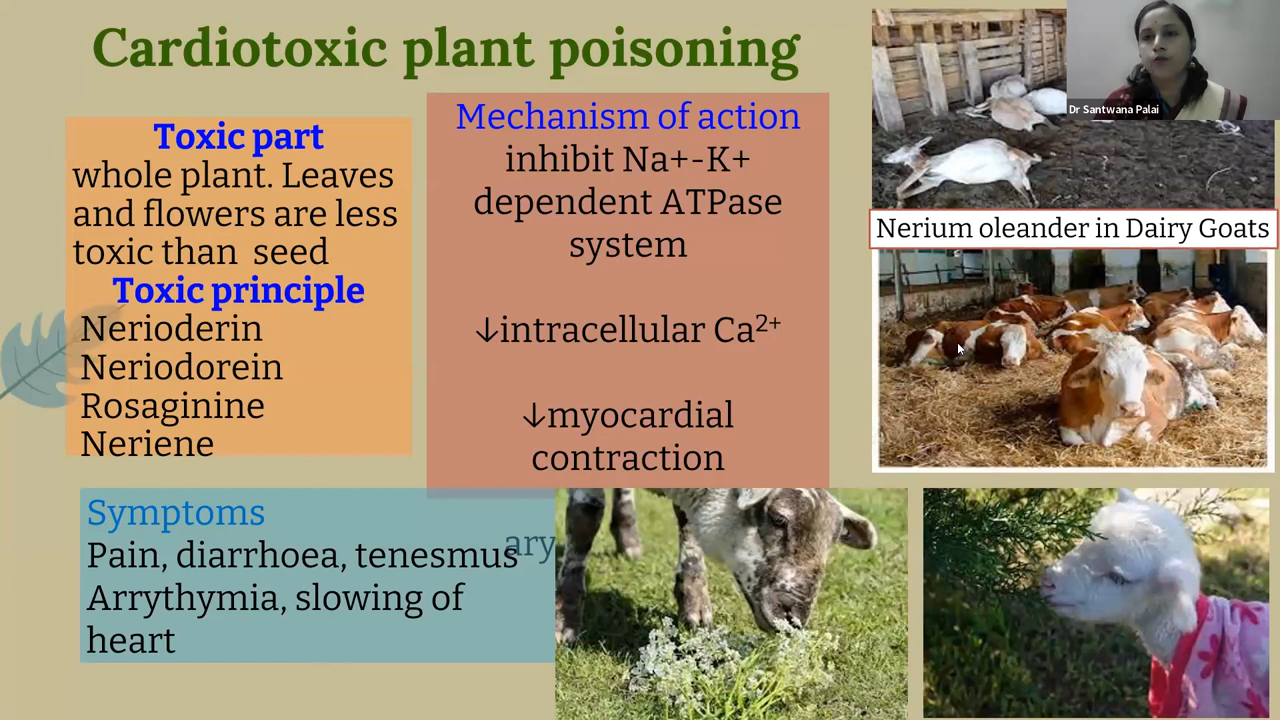 Cardiotoxic plant poisoning
Toxic part
whole plant. Leaves
and flowers are less
toxic than seed
Toxic principle
Nerioderin
Neriodorein
Rosaginine
Neriene
Mechanism of action
inhibit Na+-K+
dependent ATPase
system
↓intracellular Ca²⁺
↓myocardial
contraction
Symptoms
Pain, diarrhoea, tenesmus
ary
Arrythymia, slowing of
heart
Dr Santwana Palai
Nerium oleander in Dairy Goats